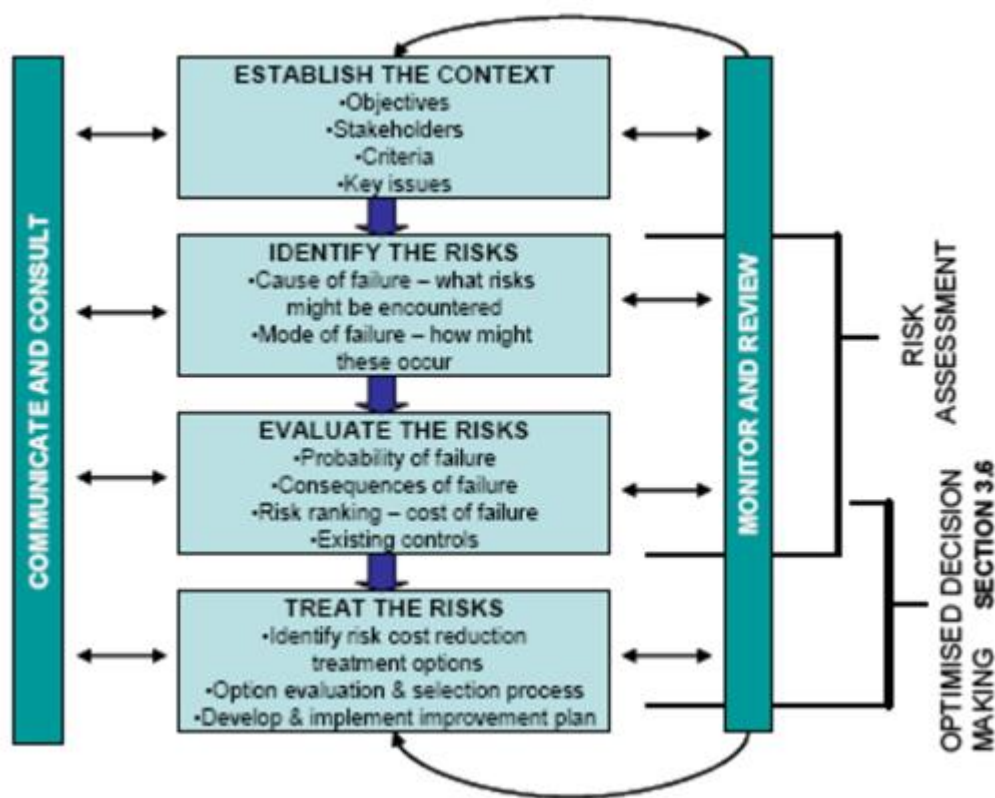 COMMUNICATE AND CONSULT
ESTABLISH THE CONTEXT
•Objectives
•Stakeholders
•Criteria
•Key issues
IDENTIFY THE RISKS
•Cause of failure – what risks
might be encountered
•Mode of failure – how might
these occur
EVALUATE THE RISKS
•Probability of failure
•Consequences of failure
•Risk ranking – cost of failure
•Existing controls
TREAT THE RISKS
•Identify risk cost reduction
treatment options
•Option evaluation & selection process
•Develop & implement improvement plan
MONITOR AND REVIEW
RISK
ASSESSMENT
OPTIMISED DECISION
MAKING SECTION 3.6